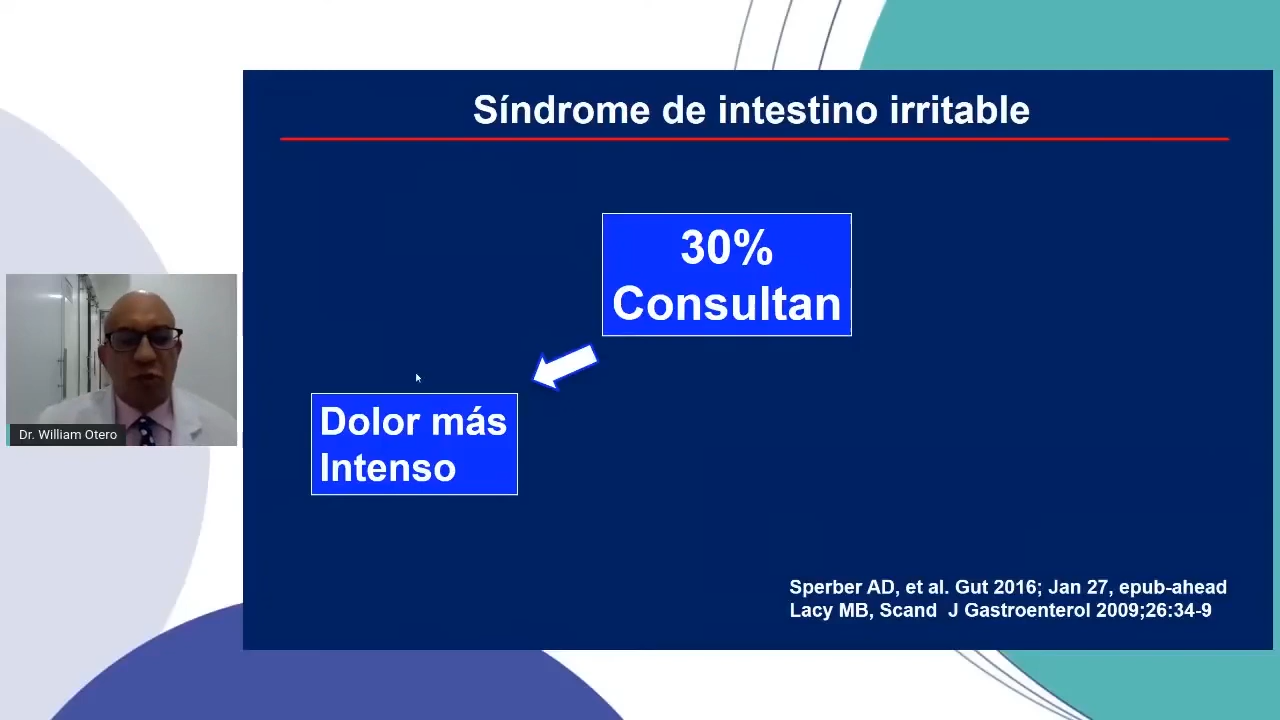 Síndrome de intestino irritable
30%
Consultan
Dolor más
Intenso
Dr. William Otero
Sperber AD, et al. Gut 2016; Jan 27, epub-ahead
Lacy MB, Scand J Gastroenterol 2009;26:34-9